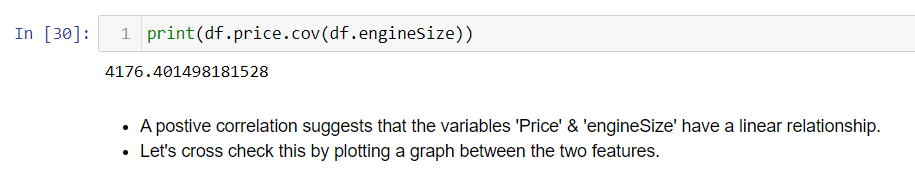 In [30]: 1 print(df.price.cov(df.engineSize))
4176.401498181528
• A postive correlation suggests that the variables 'Price' & 'engineSize' have a linear relationship.
• Let's cross check this by plotting a graph between the two features.